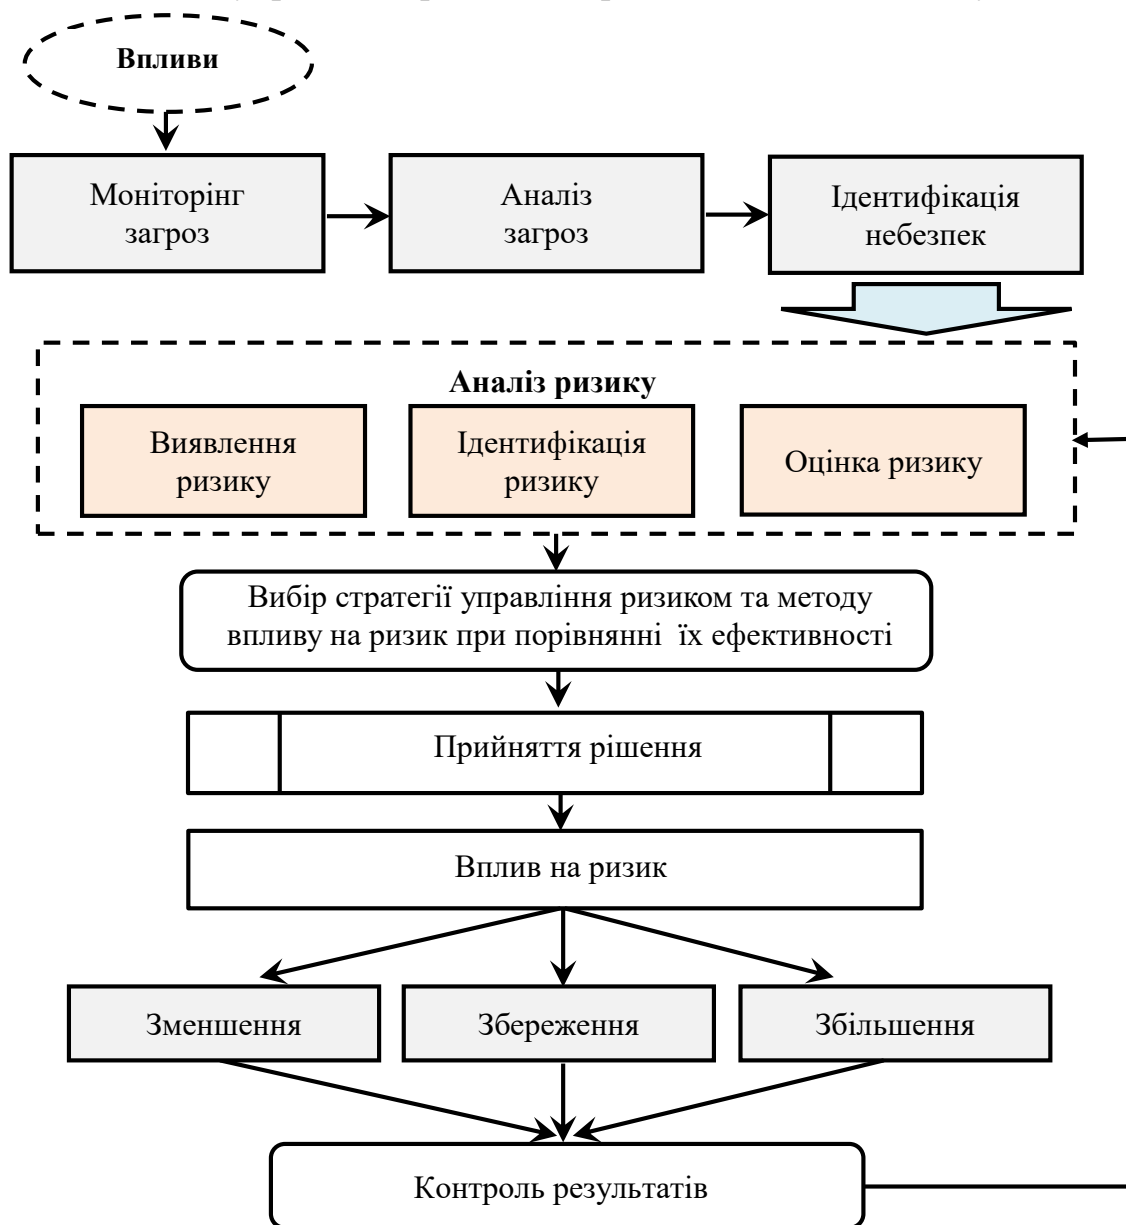 Впливи
Моніторінг
загроз
Аналіз
загроз
Ідентифікація
небезпек
Аналіз ризику
Виявлення
ризику
Ідентифікація
ризику
Оцінка ризику
Вибір стратегії управління ризиком та методу
впливу на ризик при порівнянні їх ефективності
Прийняття рішення
Вплив на ризик
Зменшення
Збереження
Збільшення
Контроль результатів